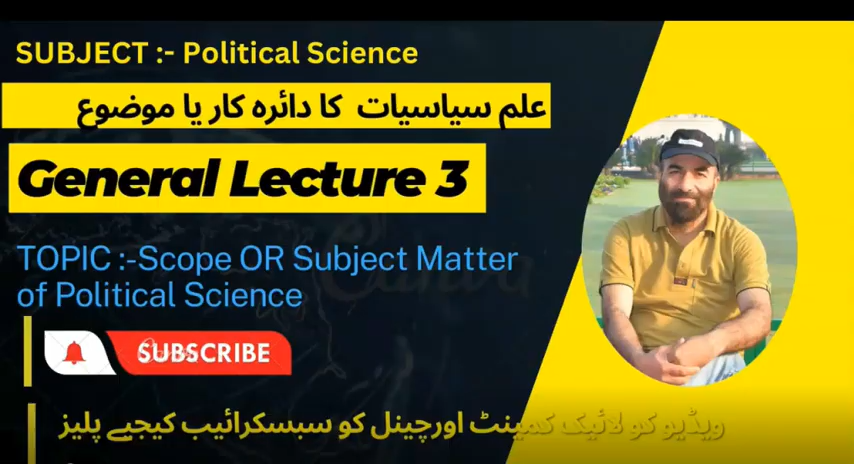 SUBJECT :- Political Science
علم سیاسیات کا دائرہ کار یا موضوع
General Lecture 3
TOPIC :-Scope OR Subject Matter
of Political Science
SUBSCRIBE
ویڈیو کو لائیک کمینٹ اورچینل کو سبسکرائیب کیجیے پلیز